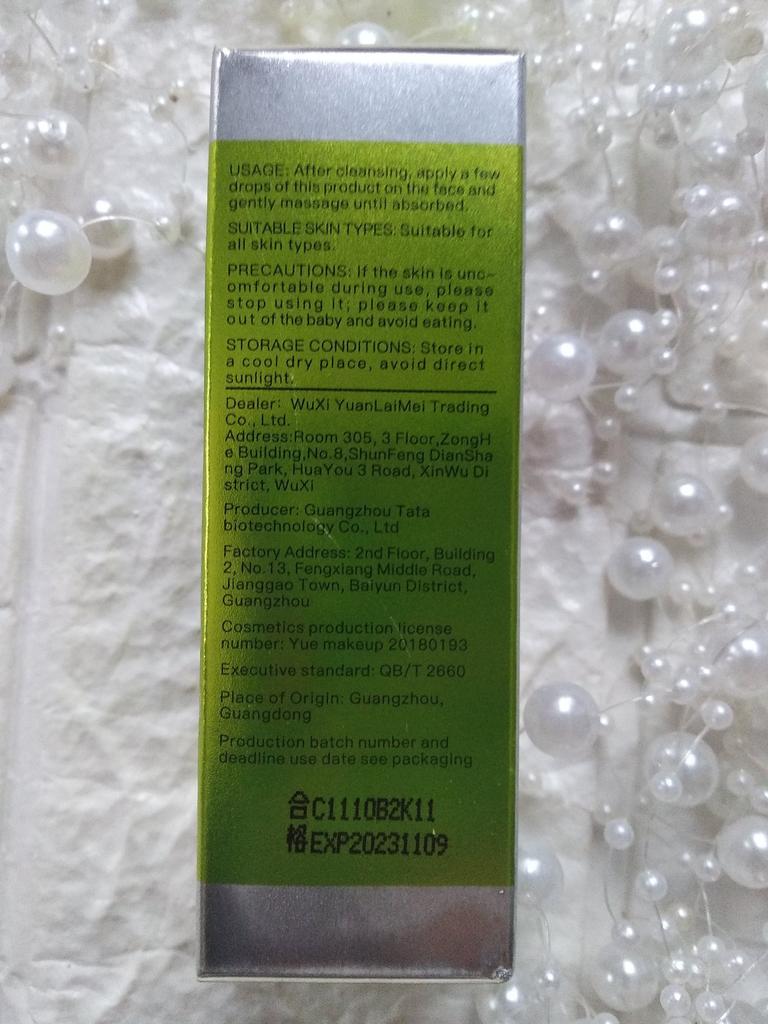 USAGE: After cleansing, apply a few
drops of this product on the face and
gently massage until absorbed.
SUITABLE SKIN TYPES: Suitable for
all skin types.
PRECAUTIONS: If the skin is unc-
omfortable during use, please
stop using it; please keep it
out of the baby and avoid eating.
STORAGE CONDITIONS: Store in
a cool dry place, avoid direct
sunlight.
Dealer: WuXi YuanLaiMei Trading
Co., Ltd.
Address:Room 305, 3 Floor,ZongH
e Building,No.8,ShunFeng DianSha
ng Park, HuaYou 3 Road, XinWu Di
strict, WuXi
Producer: Guangzhou Tata
biotechnology Co., Ltd
Factory Address: 2nd Floor, Building
2, No.13, Fengxiang Middle Road,
Jianggao Town, Baiyun District,
Guangzhou
Cosmetics production license
number: Yue makeup 20180193
Executive standard: QB/T 2660
Place of Origin: Guangzhou,
Guangdong
Production batch number and
deadline use date see packaging
合C1110B2K11
格EXP20231109